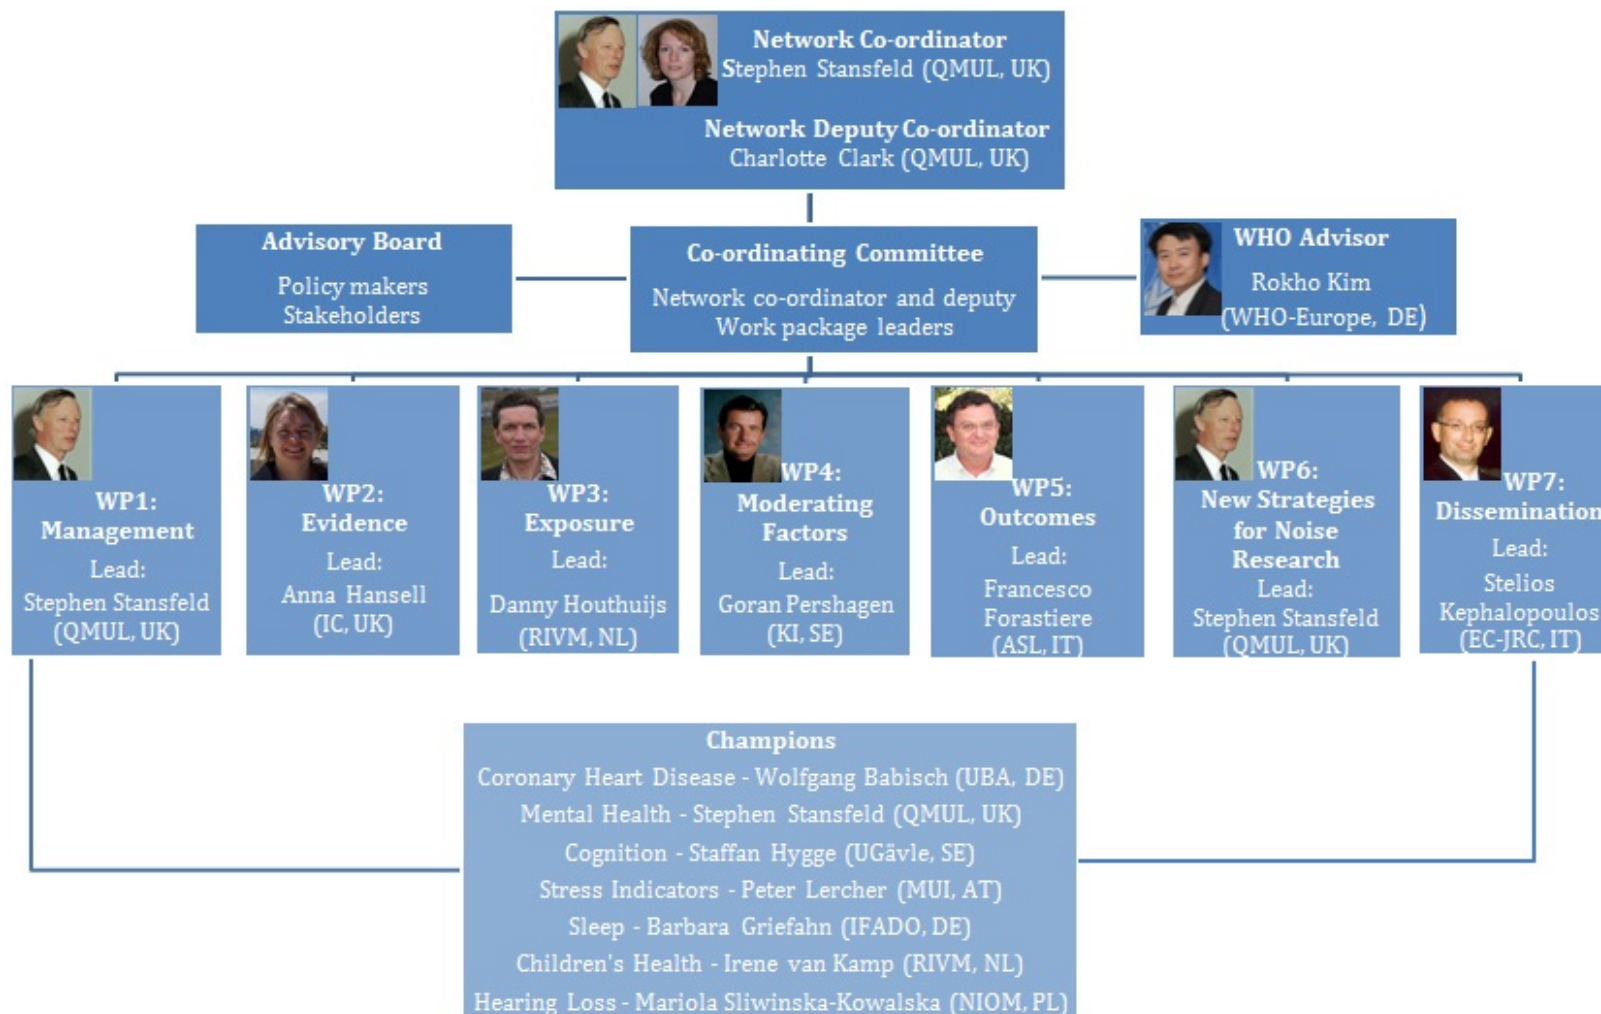 Network Co-ordinator
Stephen Stansfeld (QMUL, UK)
Network Deputy Co-ordinator
Charlotte Clark (QMUL, UK)
Advisory Board
Policy makers
Stakeholders
Co-ordinating Committee
Network co-ordinator and deputy
Work package leaders
WHO Advisor
Rokho Kim
(WHO-Europe, DE)
WP1:
Management
Lead:
Stephen Stansfeld
(QMUL, UK)
WP2:
Evidence
Lead:
Anna Hansell
(IC, UK)
WP3:
Exposure
Lead:
Danny Houthuijs
(RIVM, NL)
WP4:
Moderating
Factors
Lead:
Goran Pershagen
(KI, SE)
WP5:
Outcomes
Lead:
Francesco
Forastiere
(ASL, IT)
WP6:
New Strategies
for Noise
Research
Lead:
Stephen Stansfeld
(QMUL, UK)
WP7:
Dissemination
Lead:
Stelios
Kephalopoulos
(EC-JRC, IT)
Champions
Coronary Heart Disease - Wolfgang Babisch (UBA, DE)
Mental Health - Stephen Stansfeld (QMUL, UK)
Cognition - Staffan Hygge (UGävle, SE)
Stress Indicators - Peter Lercher (MUI, AT)
Sleep - Barbara Griefahn (IFADO, DE)
Children's Health - Irene van Kamp (RIVM, NL)
Hearing Loss - Mariola Sliwinska-Kowalska (NIOM, PL)